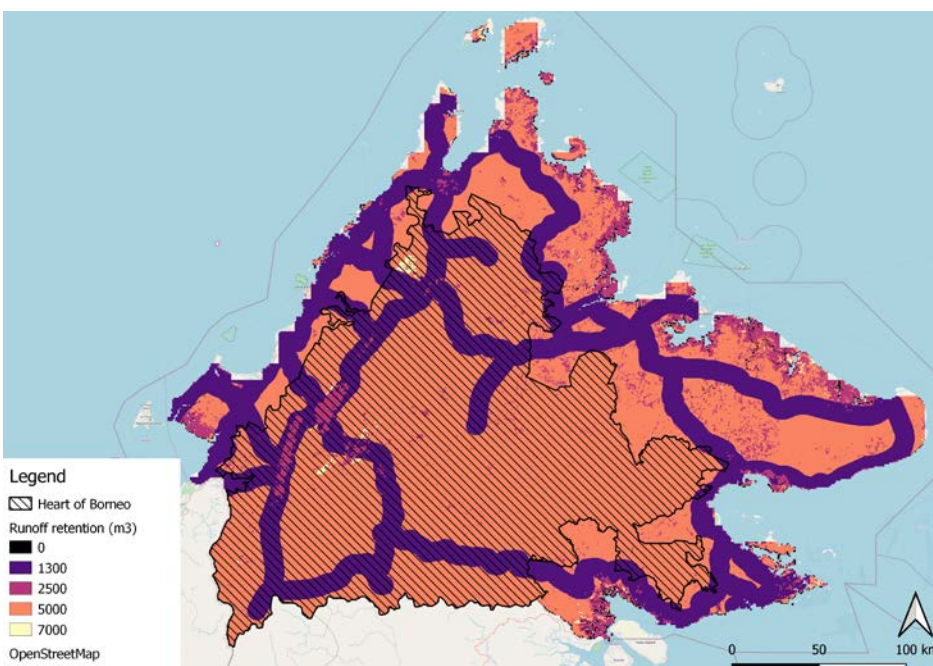 Legend
Heart of Borneo
Runoff retention (m3)
0
1300
2500
5000
7000
OpenStreetMap
0 50 100 km